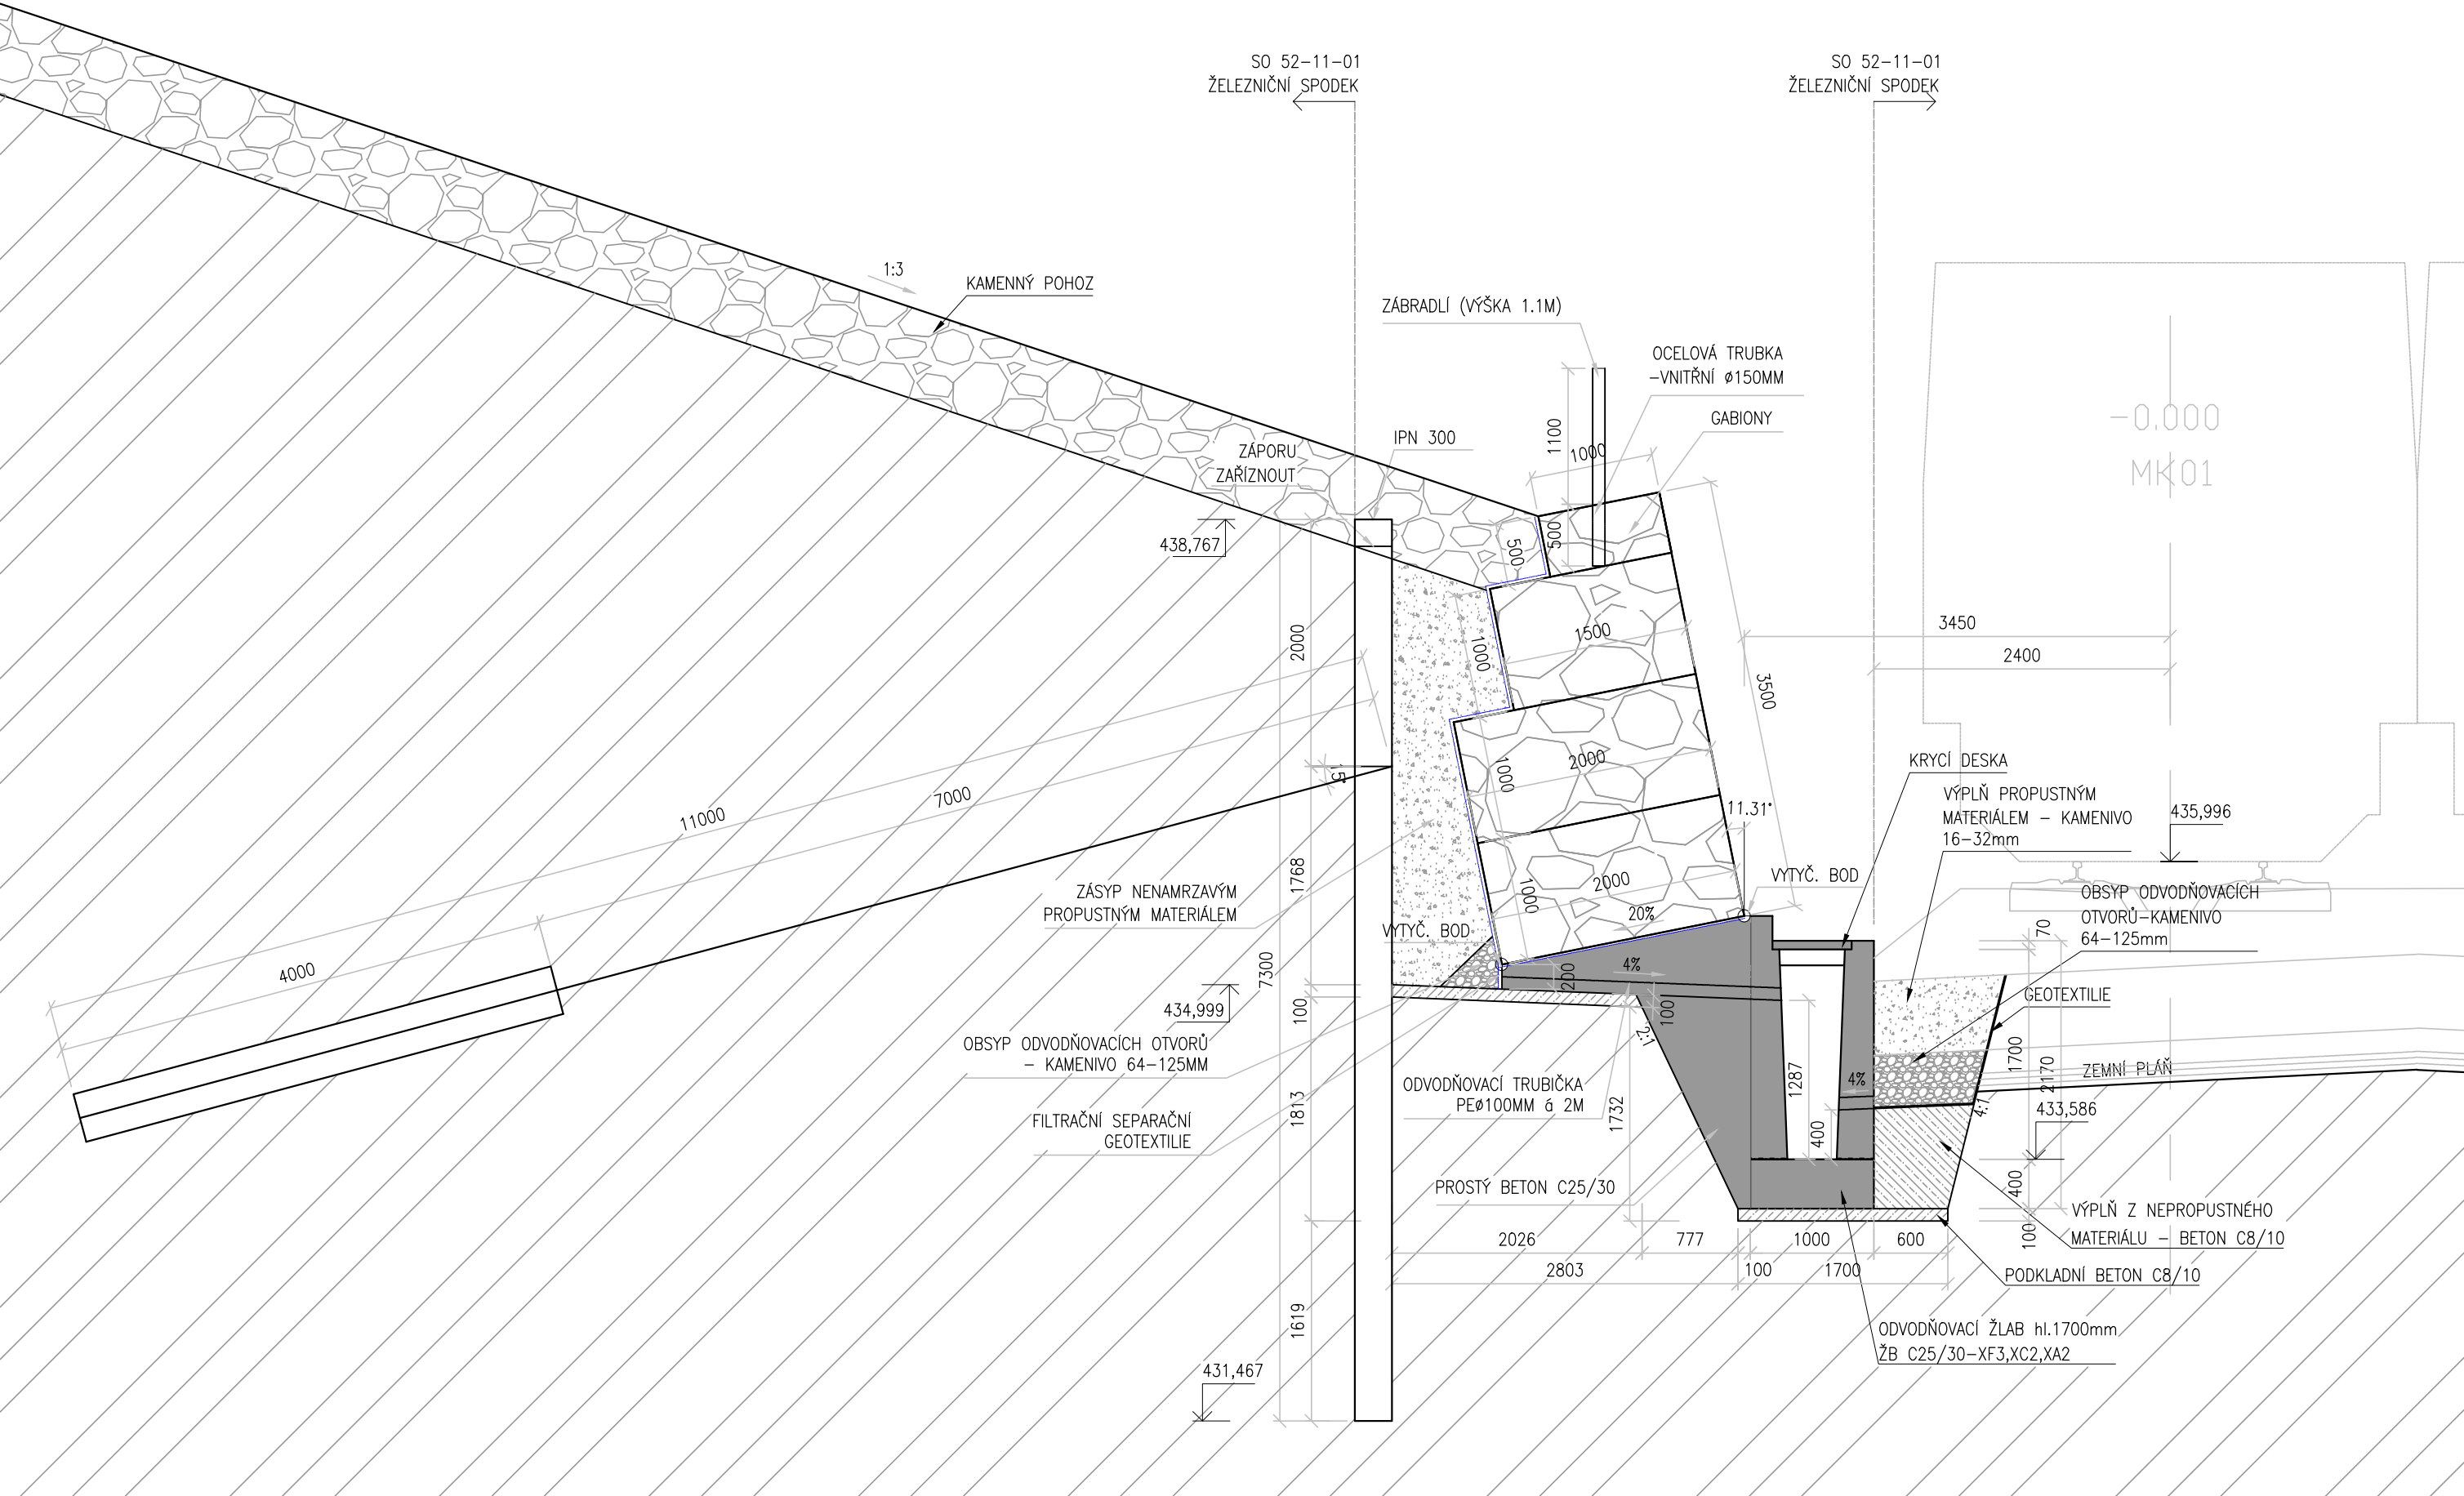 SO 52-11-01
ŽELEZNIČNÍ SPODEK
SO 52-11-01
ŽELEZNIČNÍ SPODEK
1:3
KAMENNÝ POHOZ
ZÁBRADLÍ (VÝŠKA 1.1M)
OCELOVÁ TRUBKA
-VNITŘNÍ ø150MM
GABIONY
IPN 300
ZÁPORU
ZAŘÍZNOUT
1100
1000
500
500
-0,000
MK01
438,767
2000
1000
1500
3450
2400
3500
1000
2000
15°
11000
7000
4000
11.31°
KRYCÍ DESKA
VÝPLŇ PROPUSTNÝM
MATERIÁLEM - KAMENIVO
16-32mm
435,996
1768
ZÁSYP NENAMRZAVÝM
PROPUSTNÝM MATERIÁLEM
1000
2000
20%
VYTYČ. BOD
VYTYČ. BOD
OBSYP ODVODŇOVACÍCH
OTVORŮ-KAMENIVO
64-125mm
70
7300
4%
200
100
100
434,999
GEOTEXTILIE
OBSYP ODVODŇOVACÍCH OTVORŮ
- KAMENIVO 64-125MM
2:1
1287
1700
2170
ZEMNÍ PLÁŇ
4%
4:1
433,586
ODVODŇOVACÍ TRUBIČKA
PEø100MM á 2M
1813
1732
400
FILTRAČNÍ SEPARAČNÍ
GEOTEXTILIE
PROSTÝ BETON C25/30
400
100
VÝPLŇ Z NEPROPUSTNÉHO
MATERIÁLU - BETON C8/10
2026
777
1000
600
2803
100
1700
PODKLADNÍ BETON C8/10
1619
ODVODŇOVACÍ ŽLAB hl.1700mm
ŽB C25/30-XF3,XC2,XA2
431,467